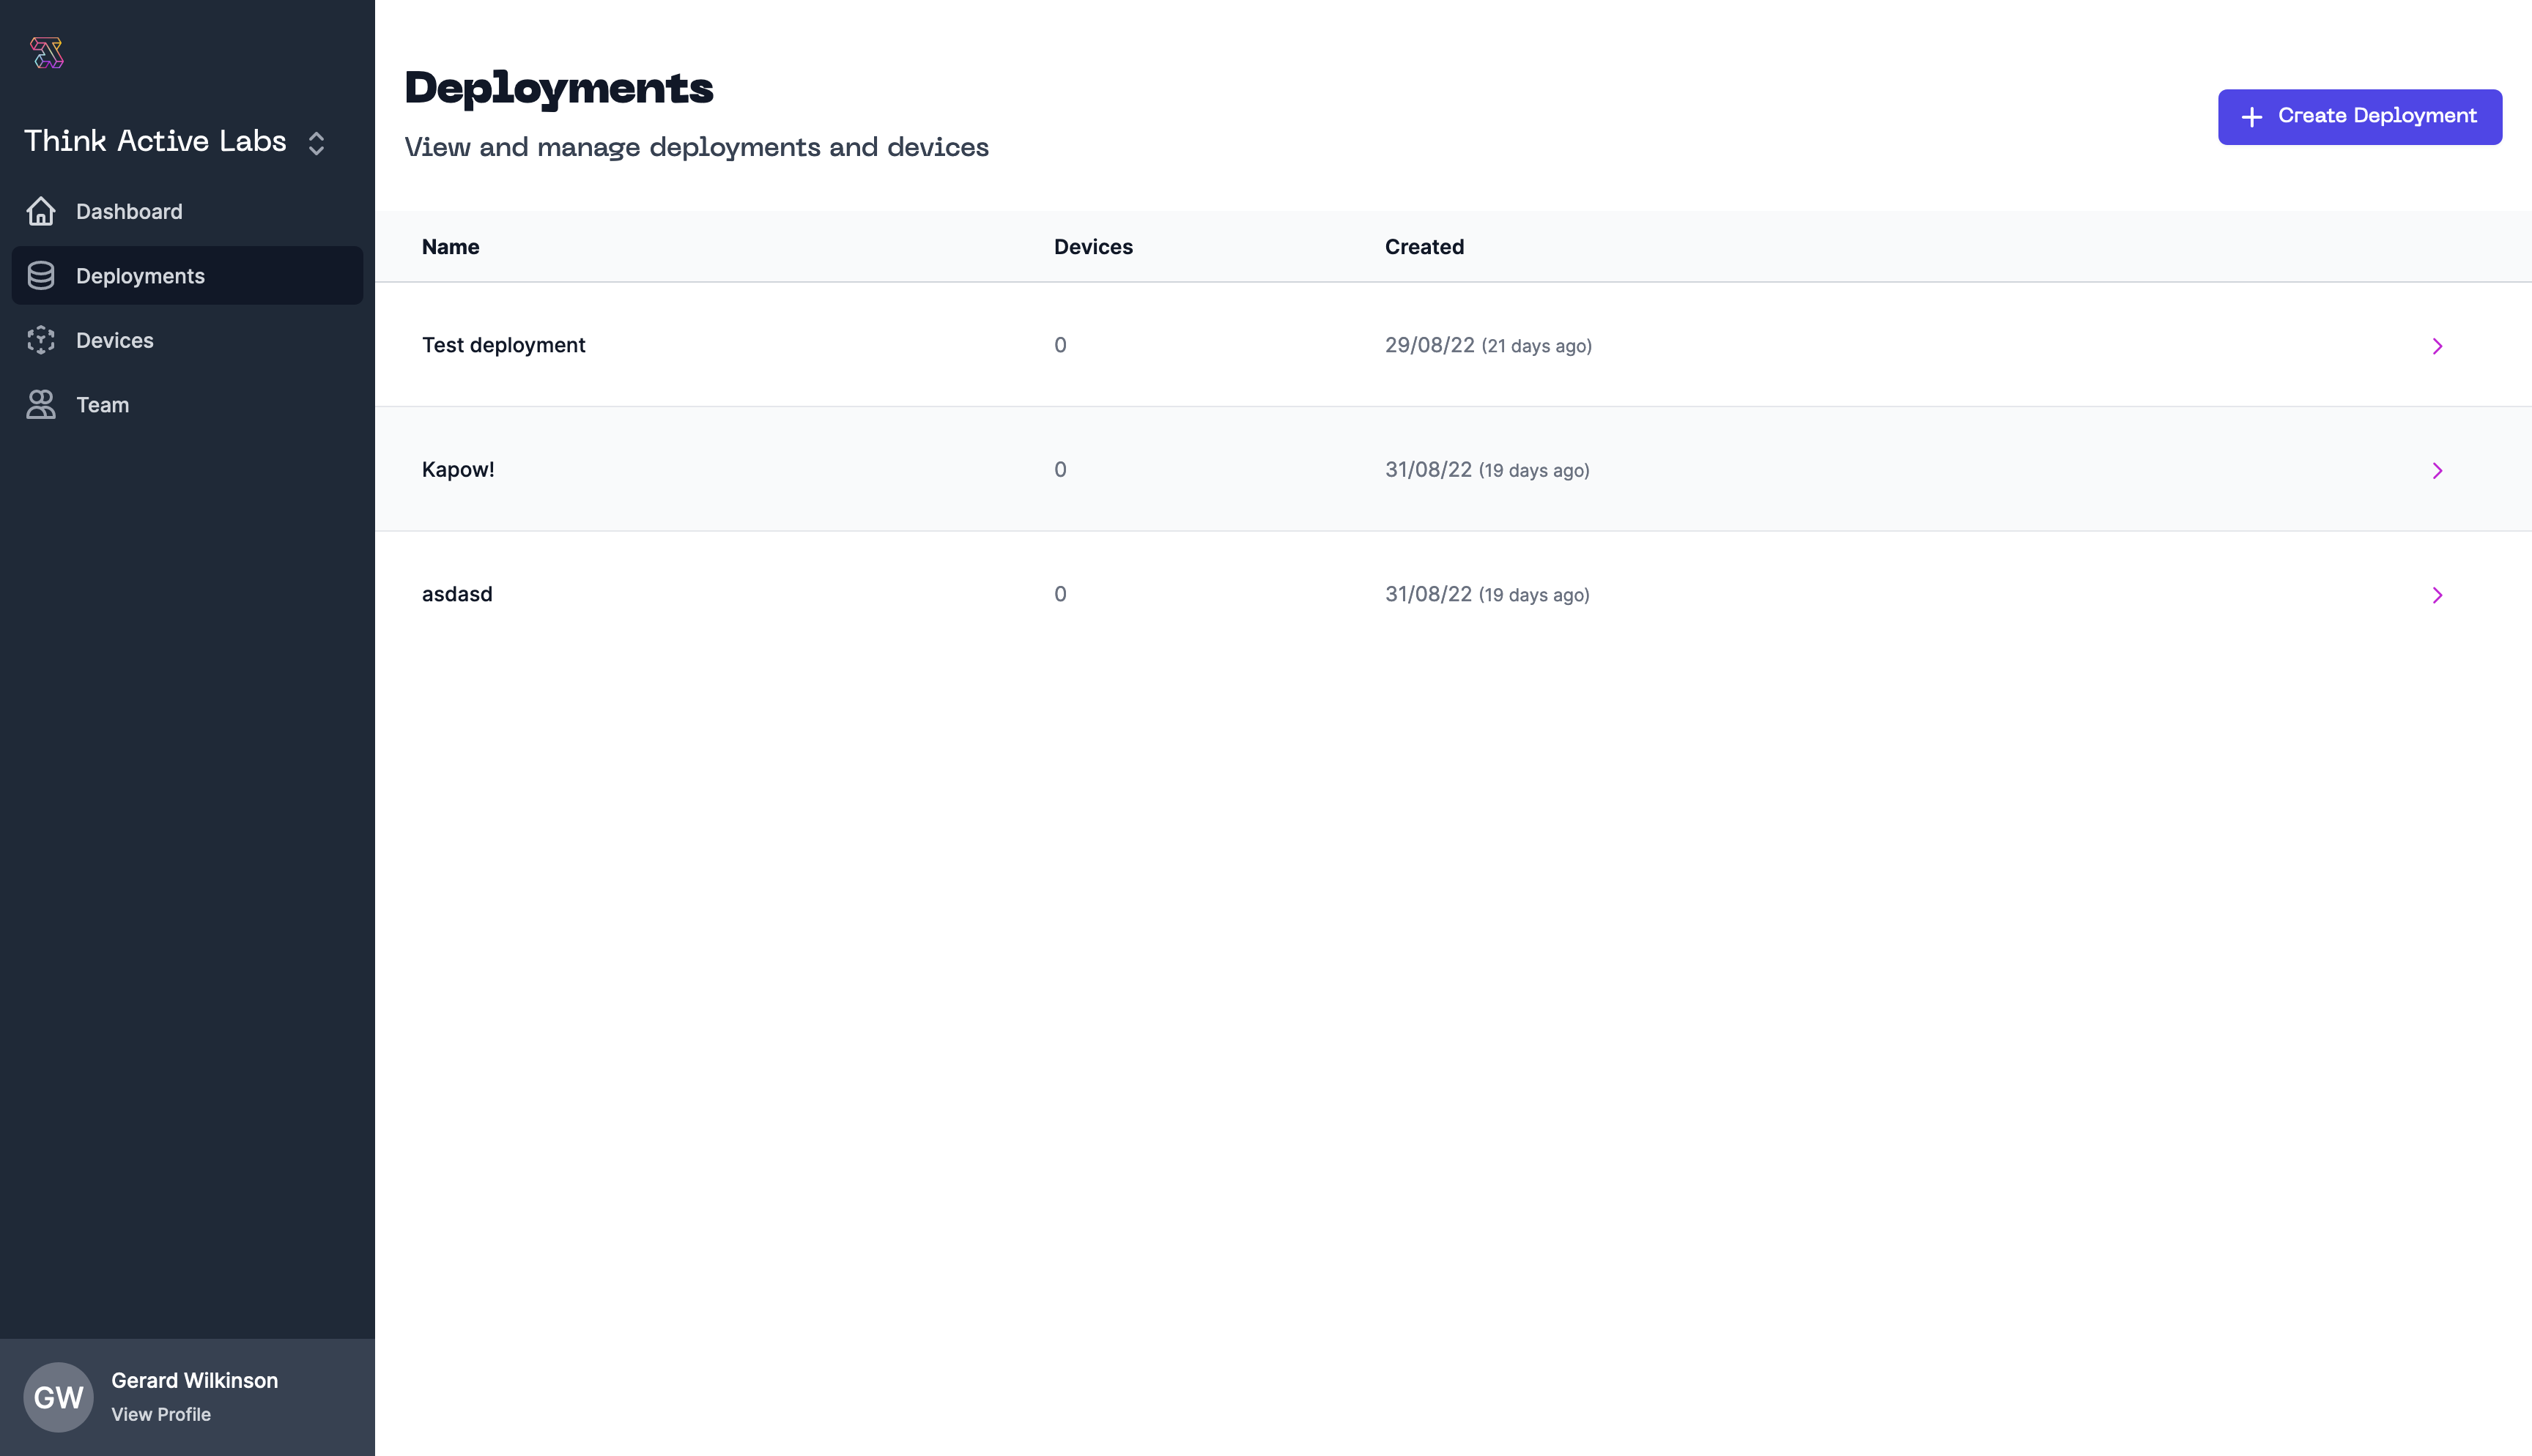 Think Active Labs
Dashboard
Deployments
Devices
Team
Deployments
View and manage deployments and devices
Create Deployment
Name Devices Created
Test deployment 0 29/08/22 (21 days ago)
Kapow! 0 31/08/22 (19 days ago)
asdasd 0 31/08/22 (19 days ago)
GW
Gerard Wilkinson
View Profile